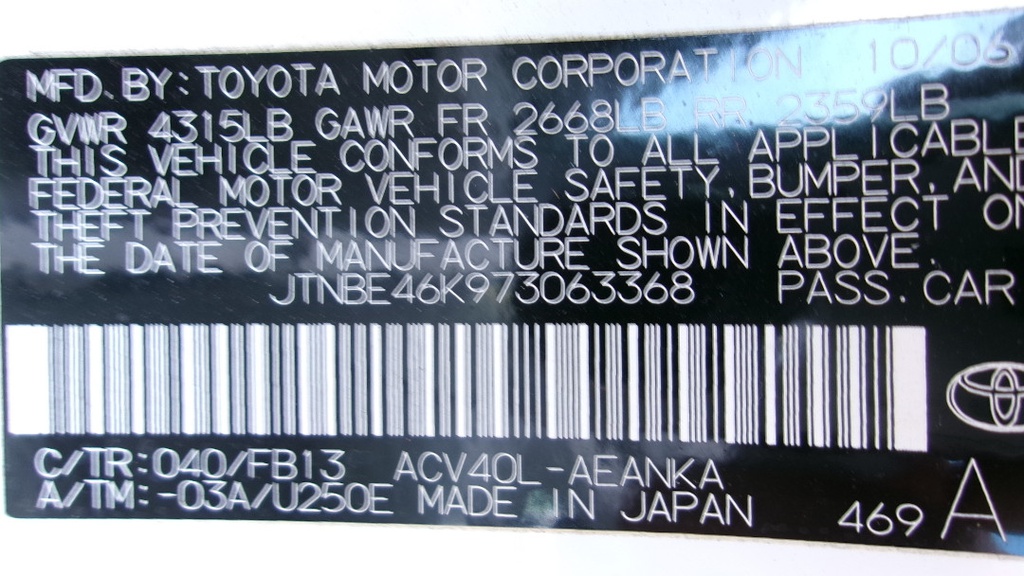 MFD. BY: TOYOTA MOTOR CORPORATION 10/06
GVWR 4315LB GAWR FR 2668LB RR 2359LB
THIS VEHICLE CONFORMS TO ALL APPLICABLE
FEDERAL MOTOR VEHICLE SAFETY, BUMPER, AND
THEFT PREVENTION STANDARDS IN EFFECT ON
THE DATE OF MANUFACTURE SHOWN ABOVE.
JTNBE46K973063368 PASS. CAR
C/TR: 040/FB13 ACV40L-AEANKA
A/TM: -03A/U250E MADE IN JAPAN 469 A